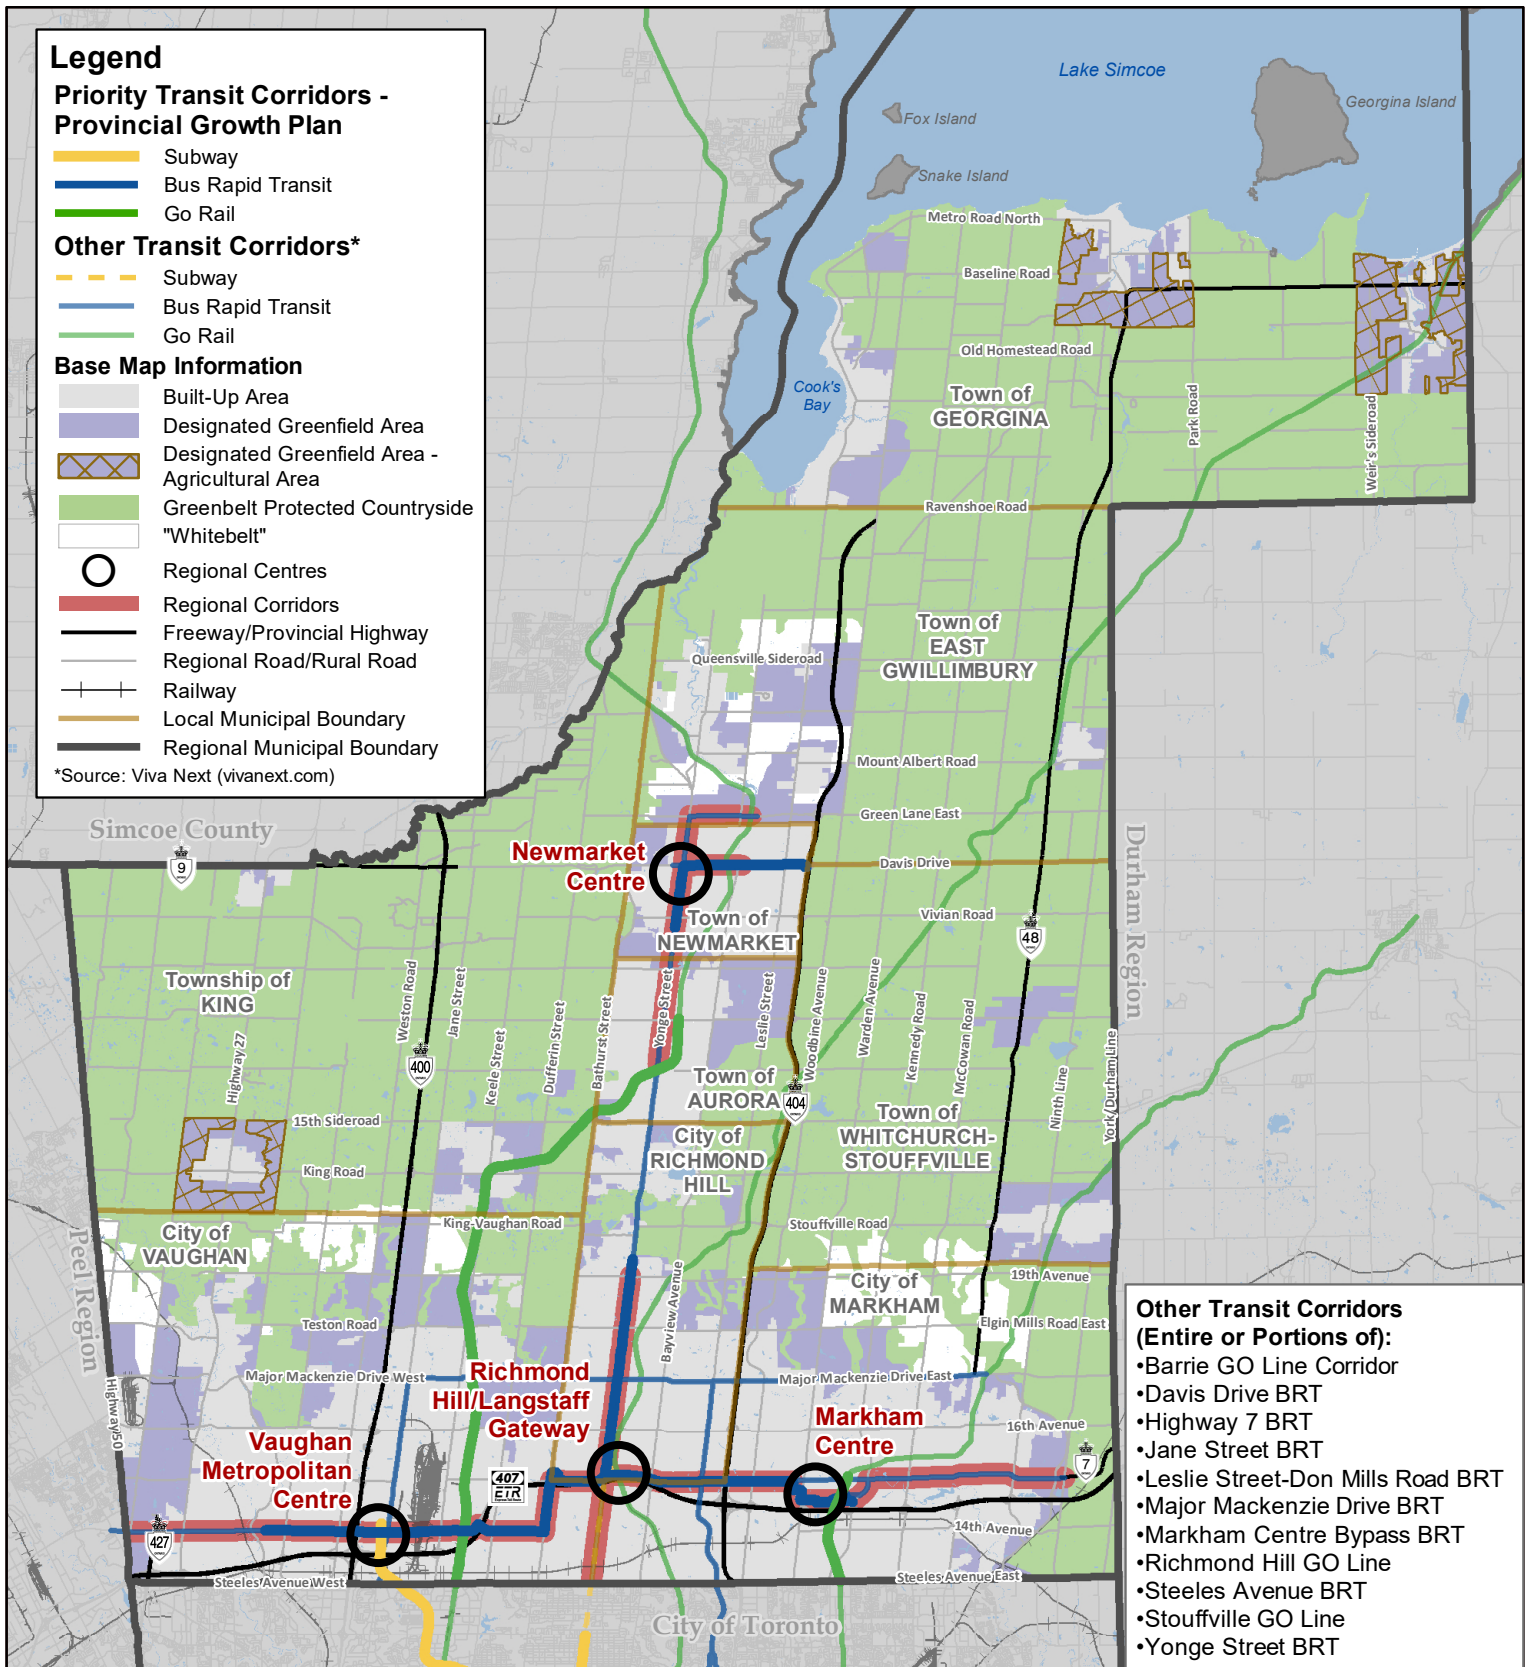 Legend
Priority Transit Corridors -
Provincial Growth Plan
Subway
Bus Rapid Transit
Go Rail
Other Transit Corridors*
Subway
Bus Rapid Transit
Go Rail
Base Map Information
Built-Up Area
Designated Greenfield Area
Designated Greenfield Area -
Agricultural Area
Greenbelt Protected Countryside
"Whitebelt"
Regional Centres
Regional Corridors
Freeway/Provincial Highway
Regional Road/Rural Road
Railway
Local Municipal Boundary
Regional Municipal Boundary
*Source: Viva Next (vivanext.com)
Lake Simcoe
Georgina Island
Fox Island
Snake Island
Metro Road North
Baseline Road
Old Homestead Road
Cook's
Bay
Town of
GEORGINA
Park Road
Weir's Sideroad
Ravenshoe Road
Town of
EAST
GWILLIMBURY
Queensville Sideroad
Mount Albert Road
Green Lane East
Simcoe County
9
Newmarket
Centre
Davis Drive
Durham Region
Town of
NEWMARKET
Vivian Road
48
Township of
KING
Highway 27
Weston Road
Jane Street
400
Keele Street
Dufferin Street
Bathurst Street
Yonge Street
Leslie Street
Woodbine Avenue
Warden Avenue
Kennedy Road
McCowan Road
Ninth Line
York/Durham Line
Town of
AURORA
404
Town of
WHITCHURCH-
STOUFFVILLE
15th Sideroad
King Road
City of
RICHMOND
HILL
King-Vaughan Road
Stouffville Road
City of
VAUGHAN
Peel Region
Bayview Avenue
19th Avenue
City of
MARKHAM
Elgin Mills Road East
Teston Road
Major Mackenzie Drive West
Major Mackenzie Drive East
Richmond
Hill/Langstaff
Gateway
Highway 50
Markham
Centre
16th Avenue
Vaughan
Metropolitan
Centre
407
ETR
7
427
14th Avenue
Steeles Avenue West
Steeles Avenue East
City of Toronto
Other Transit Corridors
(Entire or Portions of):
•Barrie GO Line Corridor
•Davis Drive BRT
•Highway 7 BRT
•Jane Street BRT
•Leslie Street-Don Mills Road BRT
•Major Mackenzie Drive BRT
•Markham Centre Bypass BRT
•Richmond Hill GO Line
•Steeles Avenue BRT
•Stouffville GO Line
•Yonge Street BRT